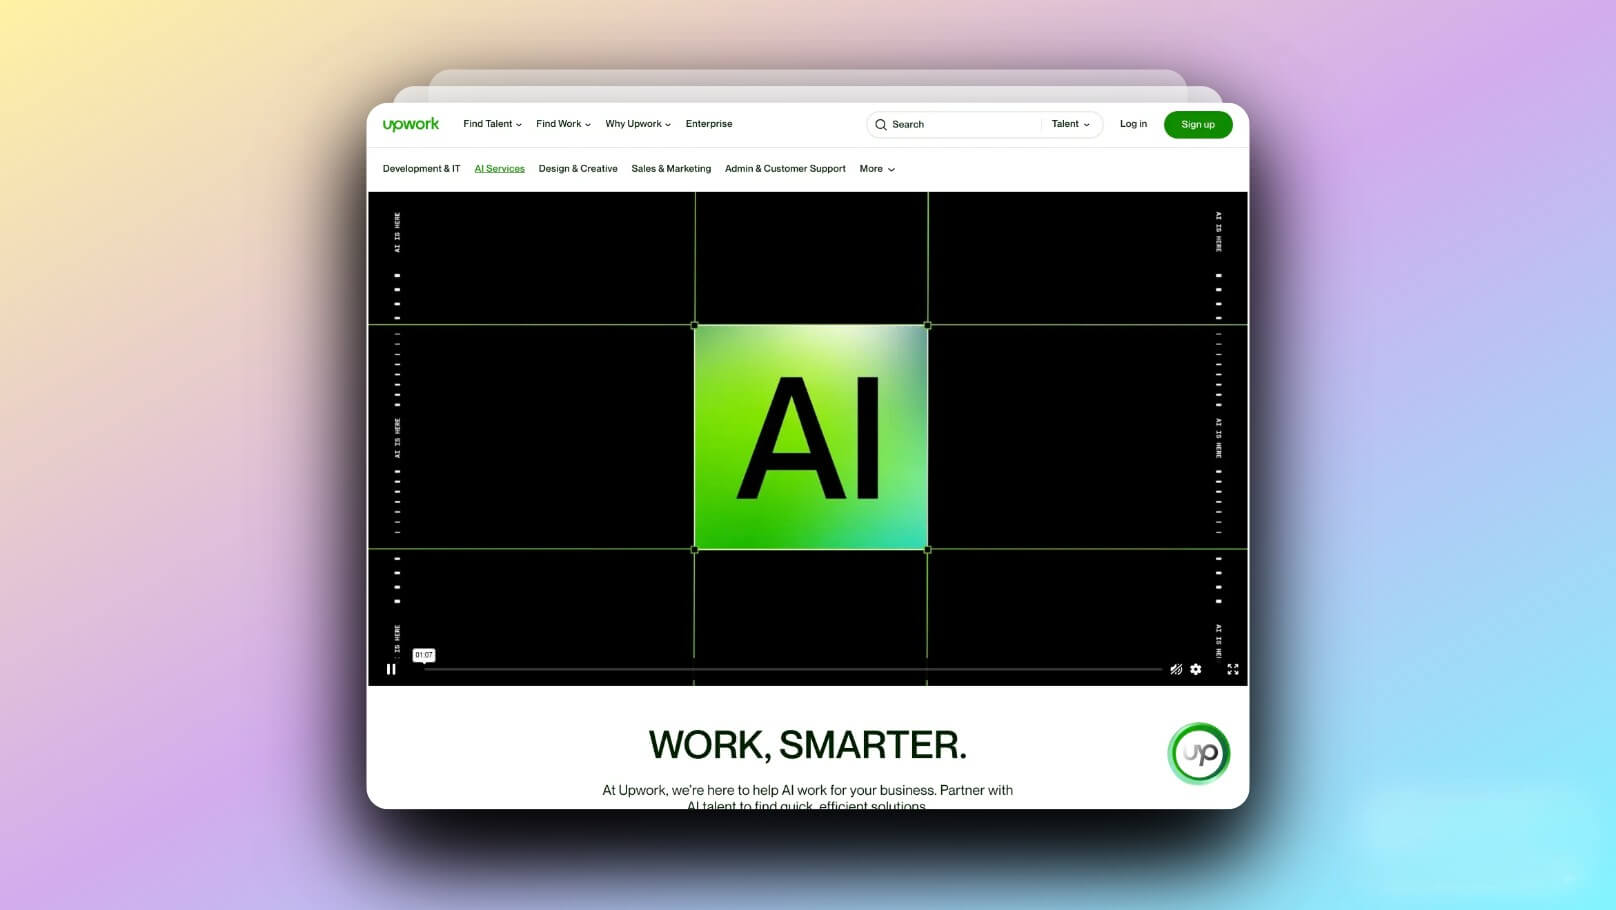 upwork
Find Talent
Find Work
Why Upwork
Enterprise
Search
Talent
Log in
Sign up
Development & IT
AI Services
Design & Creative
Sales & Marketing
Admin & Customer Support
More
AI IS HERE
AI IS HERE
AI
AI IS HERE
AI IS HERE
IS HERE
AI IS HE
01:07
WORK, SMARTER.
up
At Upwork, we're here to help AI work for your business. Partner with
AI talent to find quick, efficient solutions